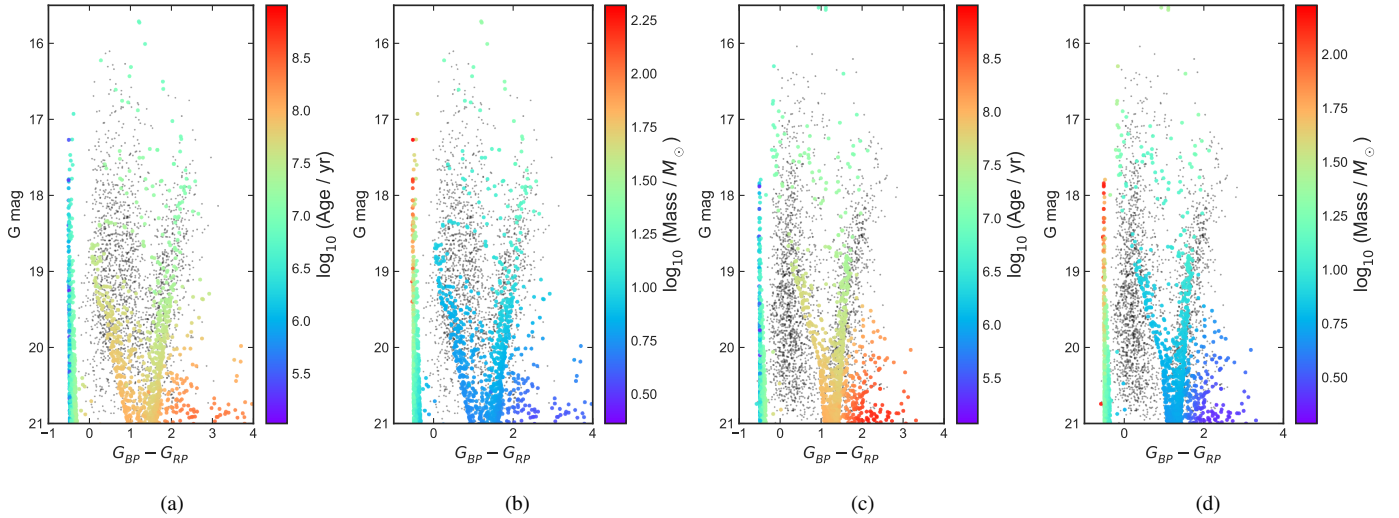 16
17
18
19
20
21
G mag
−1 0 1 2 3 4
G_BP − G_RP
8.5
8.0
7.5
7.0
6.5
6.0
5.5
log₁₀ (Age / yr)
(a)
16
17
18
19
20
21
G mag
0 2 4
G_BP − G_RP
2.25
2.00
1.75
1.50
1.25
1.00
0.75
0.50
log₁₀ (Mass / M_⊙)
(b)
16
17
18
19
20
21
G mag
−1 0 1 2 3 4
G_BP − G_RP
8.5
8.0
7.5
7.0
6.5
6.0
5.5
log₁₀ (Age / yr)
(c)
16
17
18
19
20
21
G mag
0 2 4
G_BP − G_RP
2.00
1.75
1.50
1.25
1.00
0.75
0.50
log₁₀ (Mass / M_⊙)
(d)